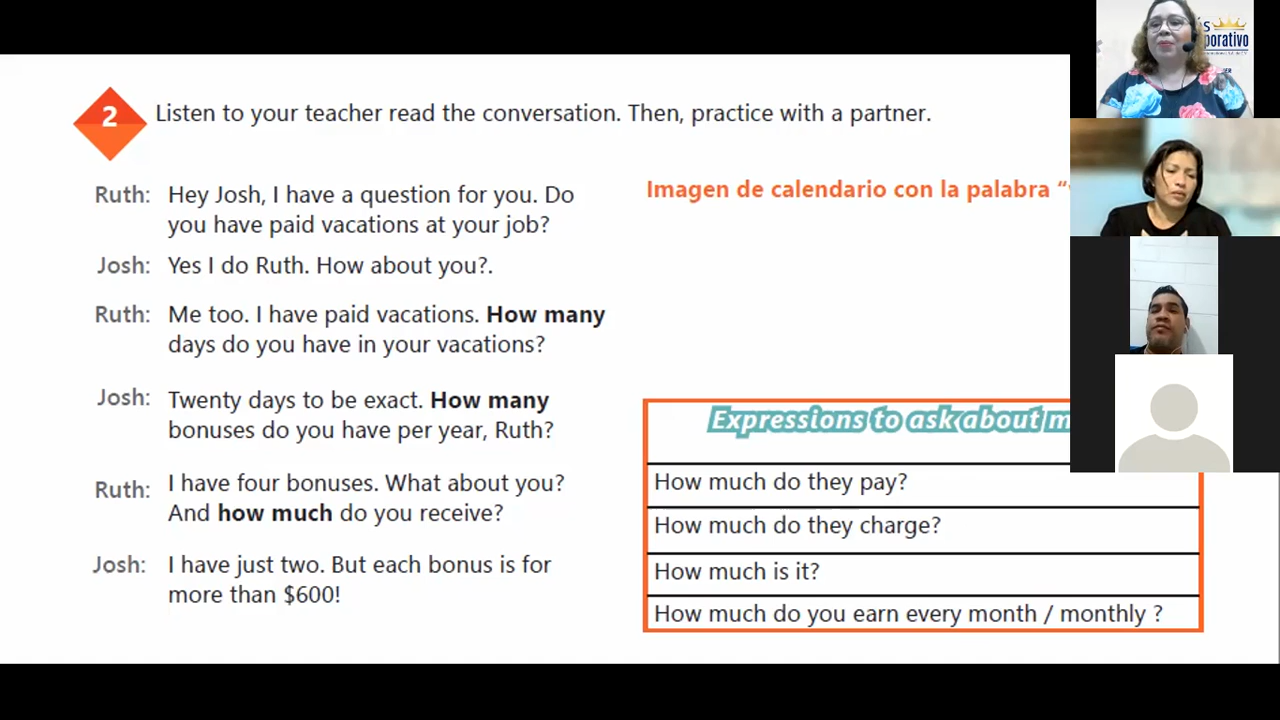 2
Listen to your teacher read the conversation. Then, practice with a partner.
Ruth: Hey Josh, I have a question for you. Do
you have paid vacations at your job?
Josh: Yes I do Ruth. How about you?.
Ruth: Me too. I have paid vacations. How many
days do you have in your vacations?
Josh: Twenty days to be exact. How many
bonuses do you have per year, Ruth?
Ruth: I have four bonuses. What about you?
And how much do you receive?
Josh: I have just two. But each bonus is for
more than $600!
Imagen de calendario con la palabra “
Expressions to ask about
How much do they pay?
How much do they charge?
How much is it?
How much do you earn every month / monthly ?